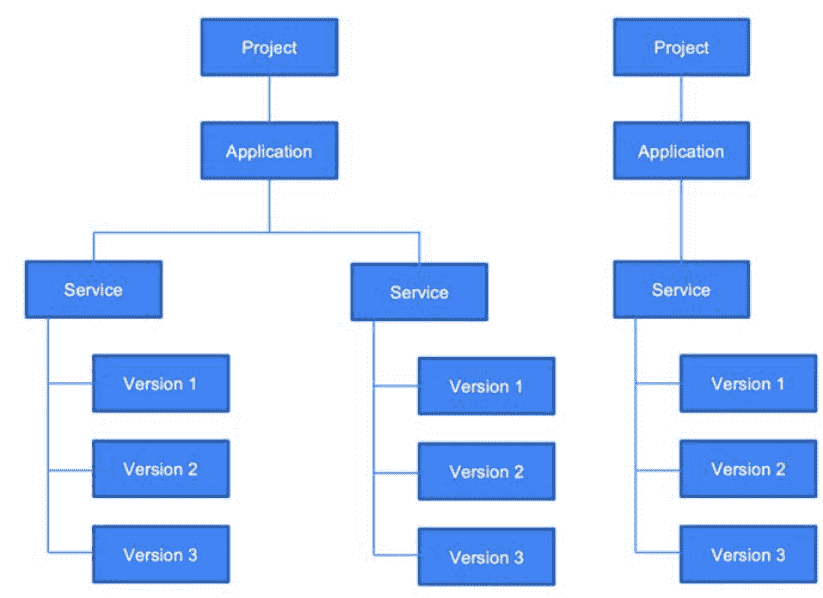 Project
Application
Service
Version 1
Version 2
Version 3
Service
Version 1
Version 2
Version 3
Project
Application
Service
Version 1
Version 2
Version 3